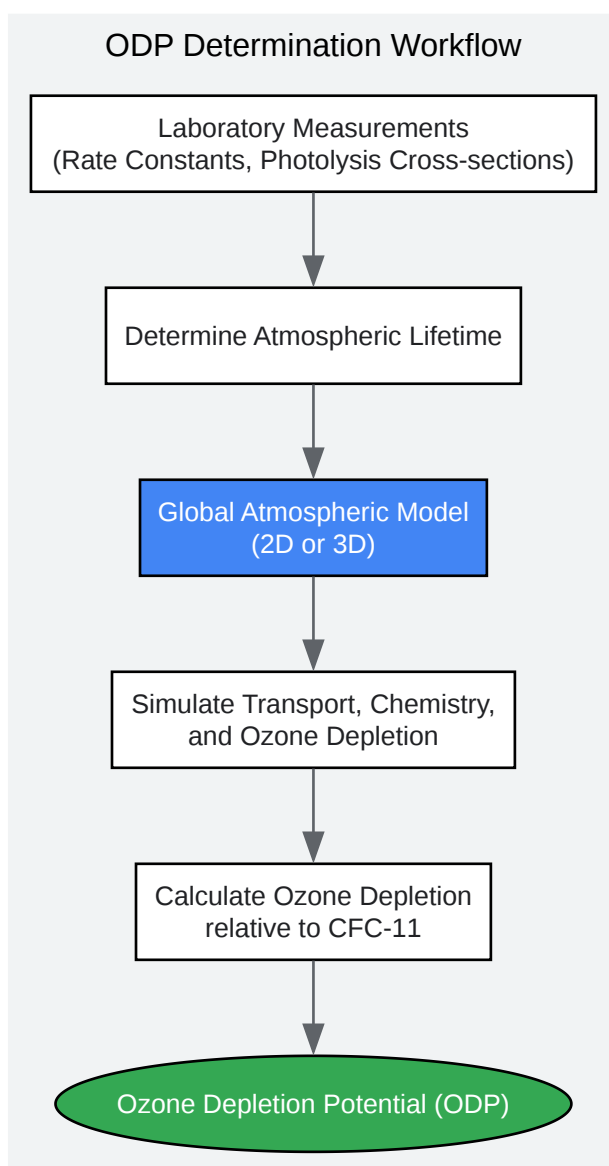 ODP Determination Workflow
Laboratory Measurements
(Rate Constants, Photolysis Cross-sections)
Determine Atmospheric Lifetime
Global Atmospheric Model
(2D or 3D)
Simulate Transport, Chemistry,
and Ozone Depletion
Calculate Ozone Depletion
relative to CFC-11
Ozone Depletion Potential (ODP)